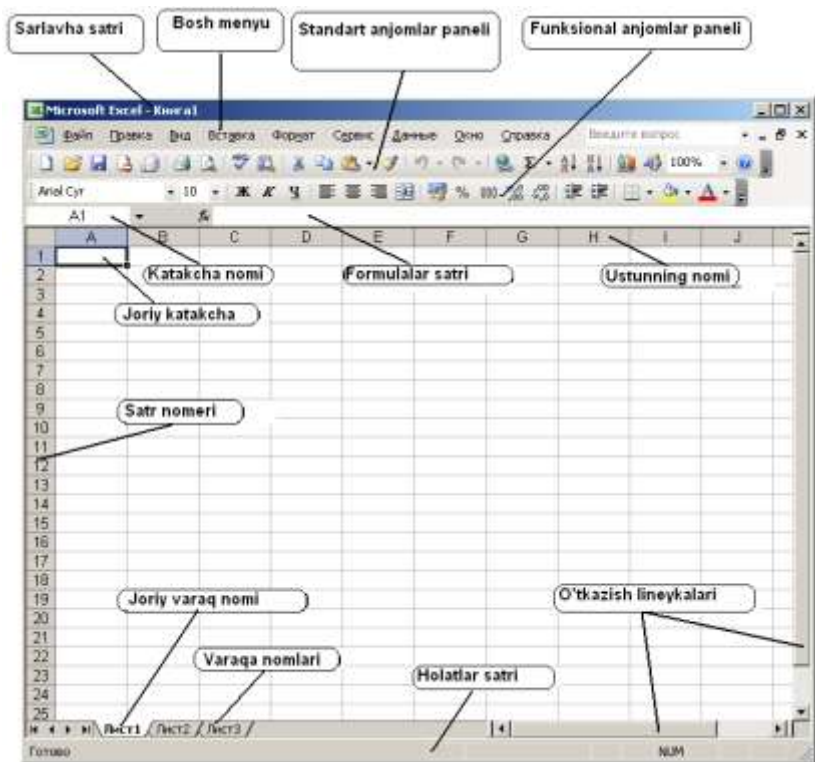 Sarlavha satri
Bosh menyu
Standart anjomlar paneli
Funksional anjomlar paneli
Microsoft Excel - Книга1
Файл Правка Вид Вставка Формат Сервис Данные Окно Справка Введите вопрос
100%
Arial Cyr 10 Ж К Ч % 000
A1 fx
A B C D E F G H I J
1
2
Katakcha nomi
Formulalar satri
Ustunning nomi
3
4
Joriy katakcha
5
6
7
8
9
Satr nomeri
10
11
12
13
14
15
16
17
18
19
Joriy varaq nomi
O'tkazish lineykalari
20
21
22
Varaqa nomlari
23
Holatlar satri
24
25
Лист1 Лист2 Лист3
Готово NUM